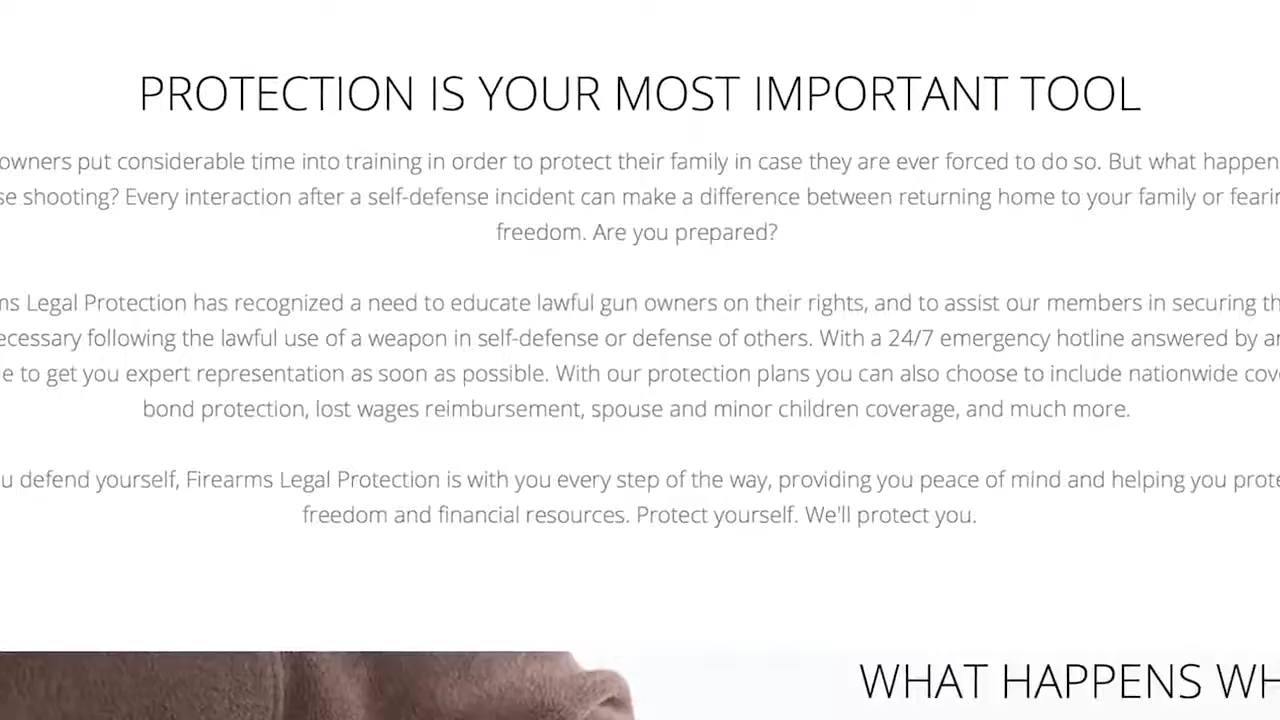 PROTECTION IS YOUR MOST IMPORTANT TOOL
owners put considerable time into training in order to protect their family in case they are ever forced to do so. But what happen
se shooting? Every interaction after a self-defense incident can make a difference between returning home to your family or fearin
freedom. Are you prepared?
ms Legal Protection has recognized a need to educate lawful gun owners on their rights, and to assist our members in securing th
ecessary following the lawful use of a weapon in self-defense or defense of others. With a 24/7 emergency hotline answered by an
e to get you expert representation as soon as possible. With our protection plans you can also choose to include nationwide cove
bond protection, lost wages reimbursement, spouse and minor children coverage, and much more.
u defend yourself, Firearms Legal Protection is with you every step of the way, providing you peace of mind and helping you prote
freedom and financial resources. Protect yourself. We'll protect you.
WHAT HAPPENS WH